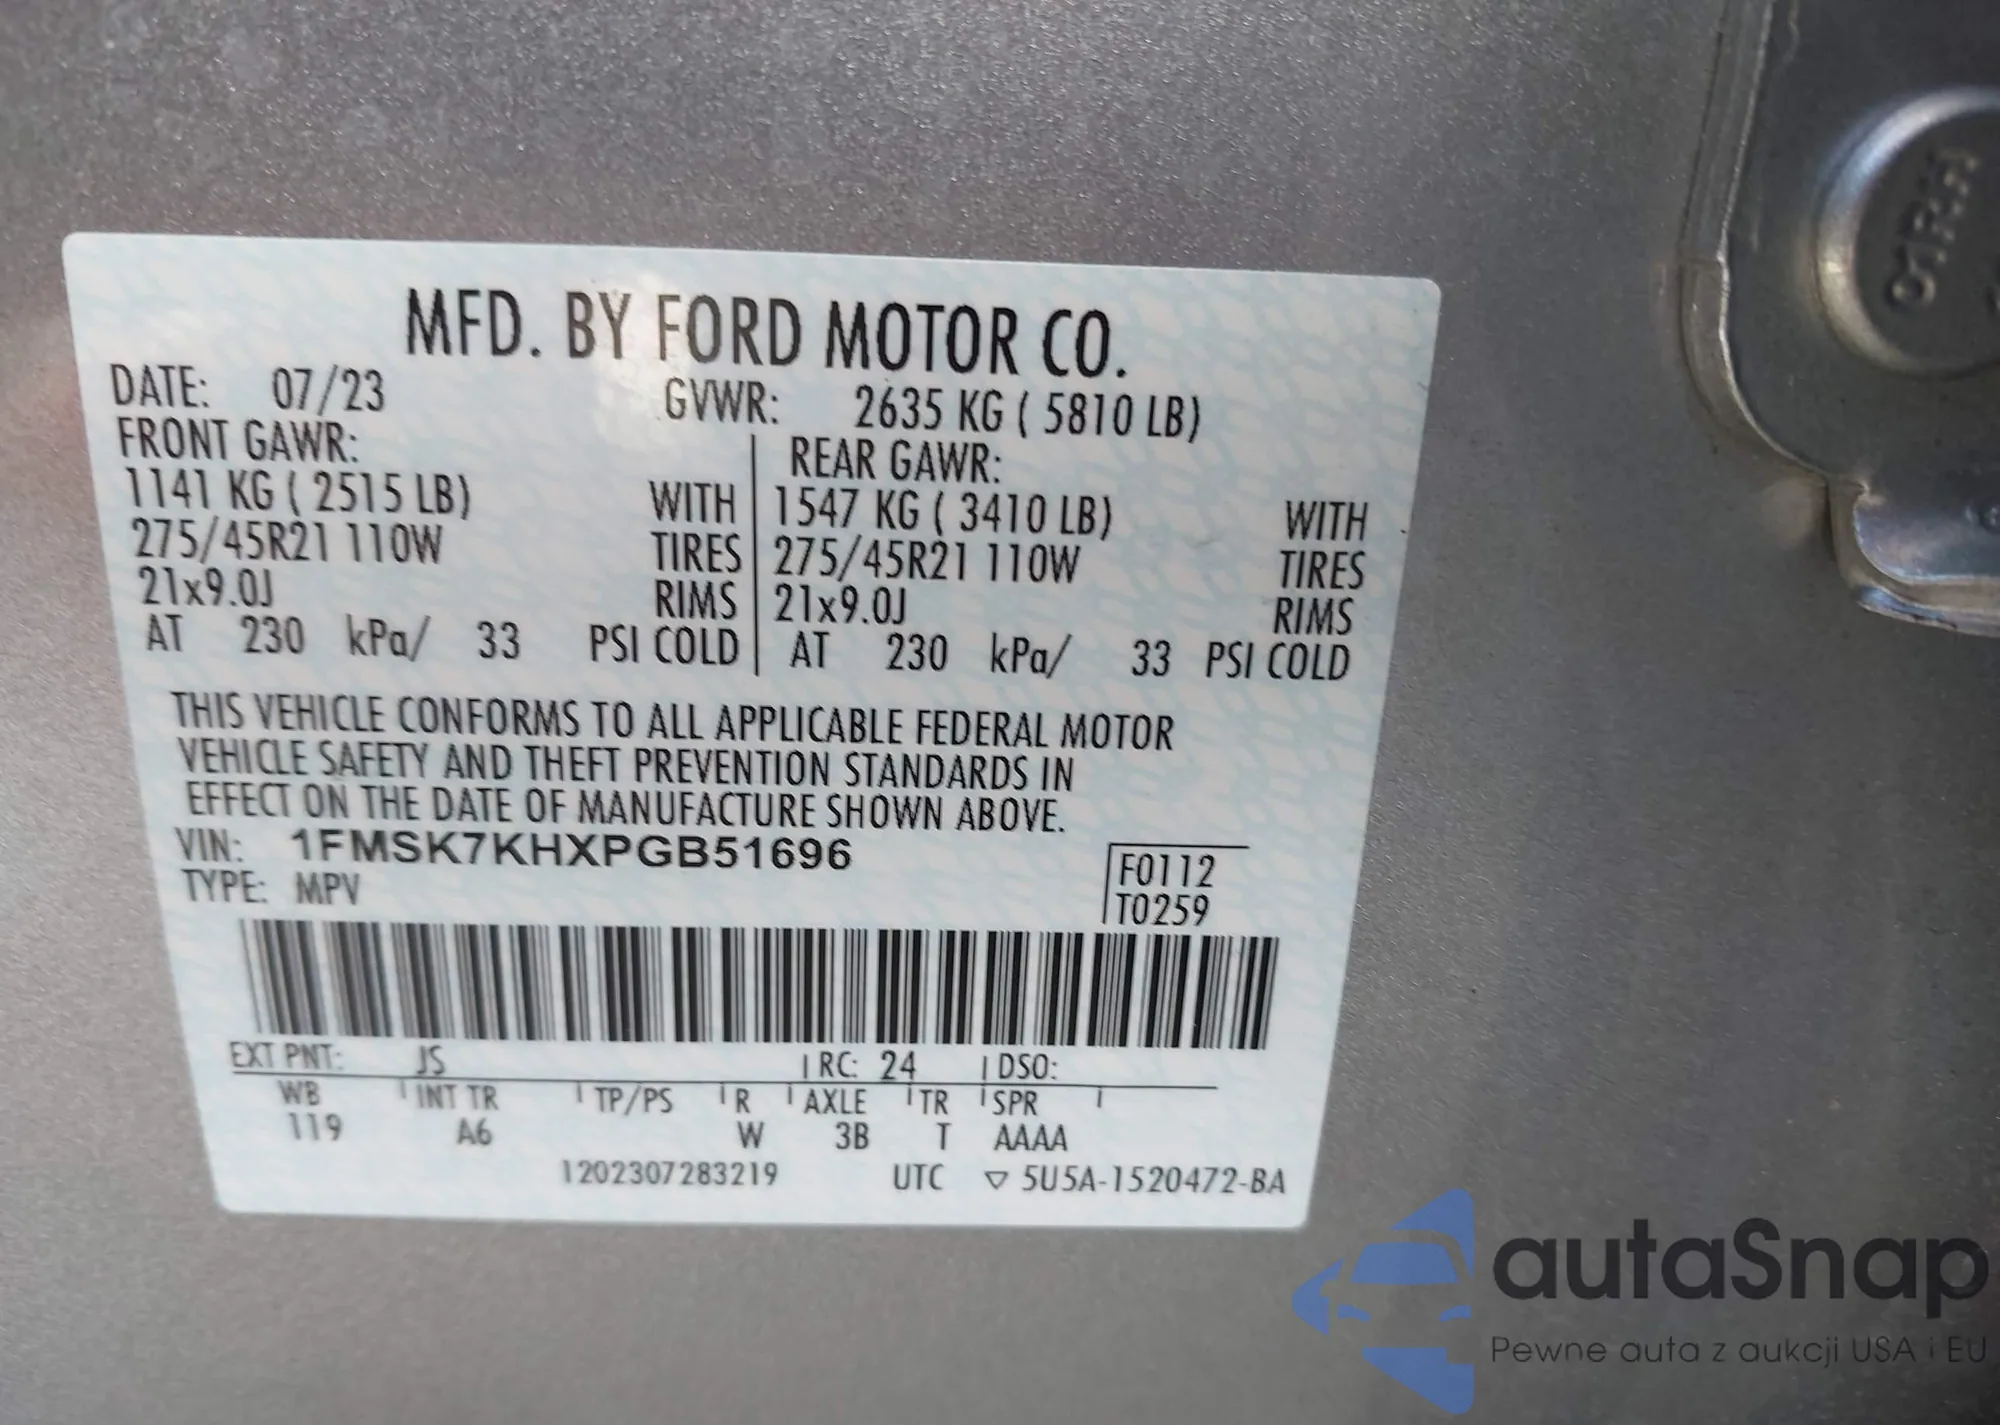 MFD. BY FORD MOTOR CO.
DATE: 07/23 GVWR: 2635 KG ( 5810 LB)
FRONT GAWR: REAR GAWR:
1141 KG ( 2515 LB) WITH 1547 KG ( 3410 LB) WITH
275/45R21 110W TIRES 275/45R21 110W TIRES
21x9.0J RIMS 21x9.0J RIMS
AT 230 kPa/ 33 PSI COLD AT 230 kPa/ 33 PSI COLD
THIS VEHICLE CONFORMS TO ALL APPLICABLE FEDERAL MOTOR
VEHICLE SAFETY AND THEFT PREVENTION STANDARDS IN
EFFECT ON THE DATE OF MANUFACTURE SHOWN ABOVE.
VIN: 1FMSK7KHXPGB51696
F0112
TYPE: MPV
T0259
EXT PNT: JS RC: 24 DSO:
WB INT TR TP/PS R AXLE TR SPR
119 A6 W 3B T AAAA
1202307283219 UTC ▽ 5U5A-1520472-BA
autaSnap
Pewne auta z aukcji USA i EU